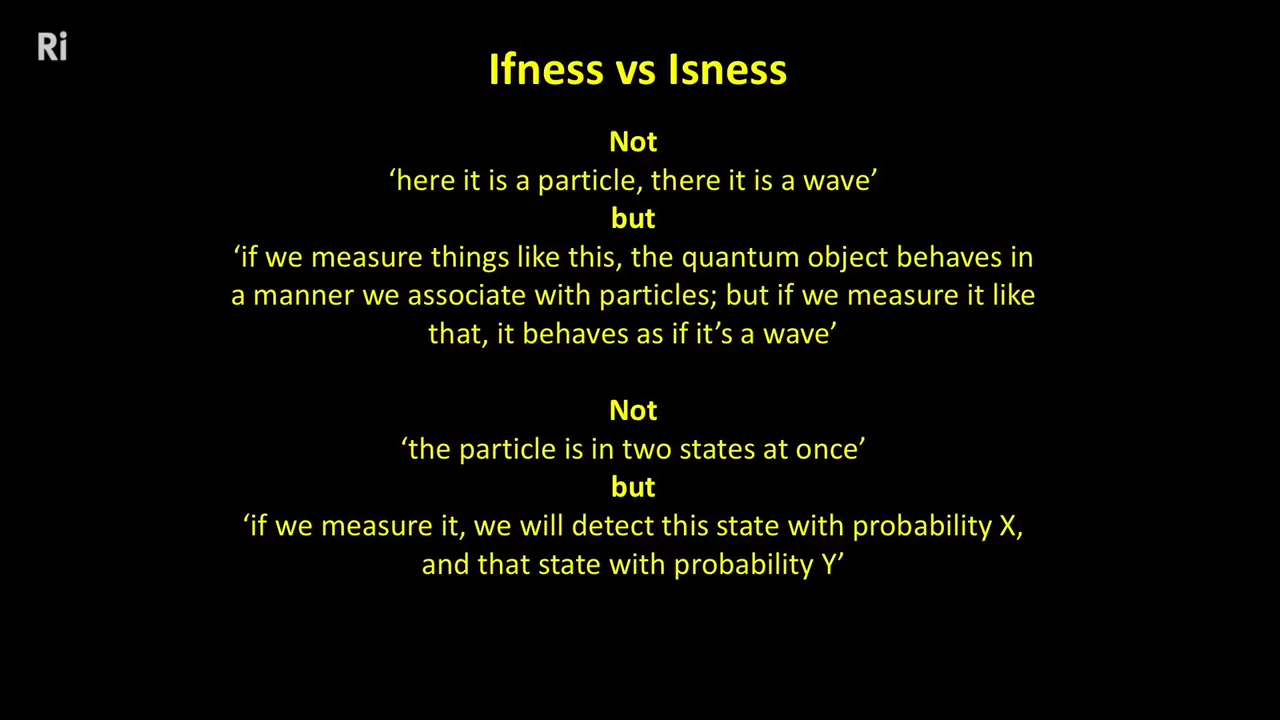 Ri
Ifness vs Isness
Not
‘here it is a particle, there it is a wave’
but
‘if we measure things like this, the quantum object behaves in
a manner we associate with particles; but if we measure it like
that, it behaves as if it’s a wave’
Not
‘the particle is in two states at once’
but
‘if we measure it, we will detect this state with probability X,
and that state with probability Y’